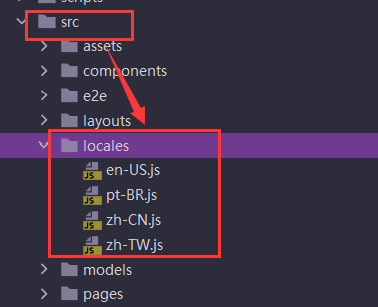 scripts
src
assets
components
e2e
layouts
locales
JS en-US.js
JS pt-BR.js
JS zh-CN.js
JS zh-TW.js
models
pages